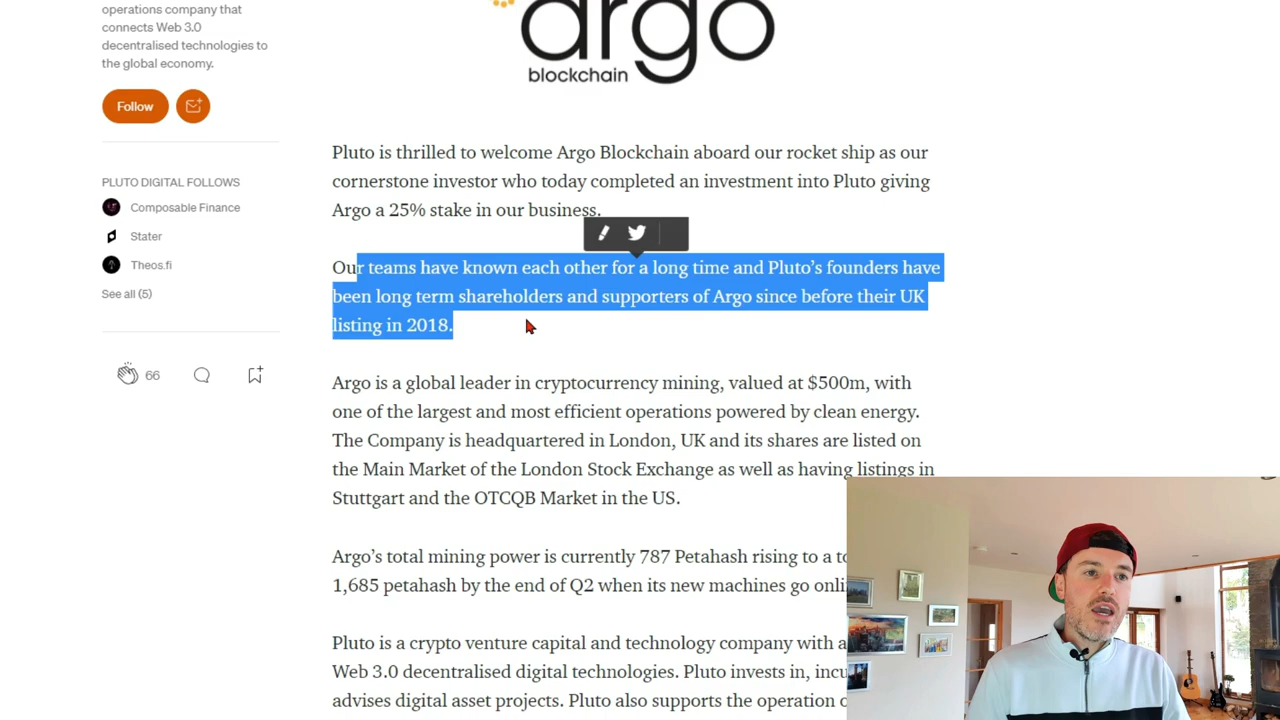 operations company that
connects Web 3.0
decentralised technologies to
the global economy.
Follow
PLUTO DIGITAL FOLLOWS
Composable Finance
Stater
Theos.fi
See all (5)
66
argo
blockchain
Pluto is thrilled to welcome Argo Blockchain aboard our rocket ship as our
cornerstone investor who today completed an investment into Pluto giving
Argo a 25% stake in our business.
Our teams have known each other for a long time and Pluto’s founders have
been long term shareholders and supporters of Argo since before their UK
listing in 2018.
Argo is a global leader in cryptocurrency mining, valued at $500m, with
one of the largest and most efficient operations powered by clean energy.
The Company is headquartered in London, UK and its shares are listed on
the Main Market of the London Stock Exchange as well as having listings in
Stuttgart and the OTCQB Market in the US.
Argo’s total mining power is currently 787 Petahash rising to a
1,685 petahash by the end of Q2 when its new machines go
Pluto is a crypto venture capital and technology company with
Web 3.0 decentralised digital technologies. Pluto invests in,
advises digital asset projects. Pluto also supports the operation